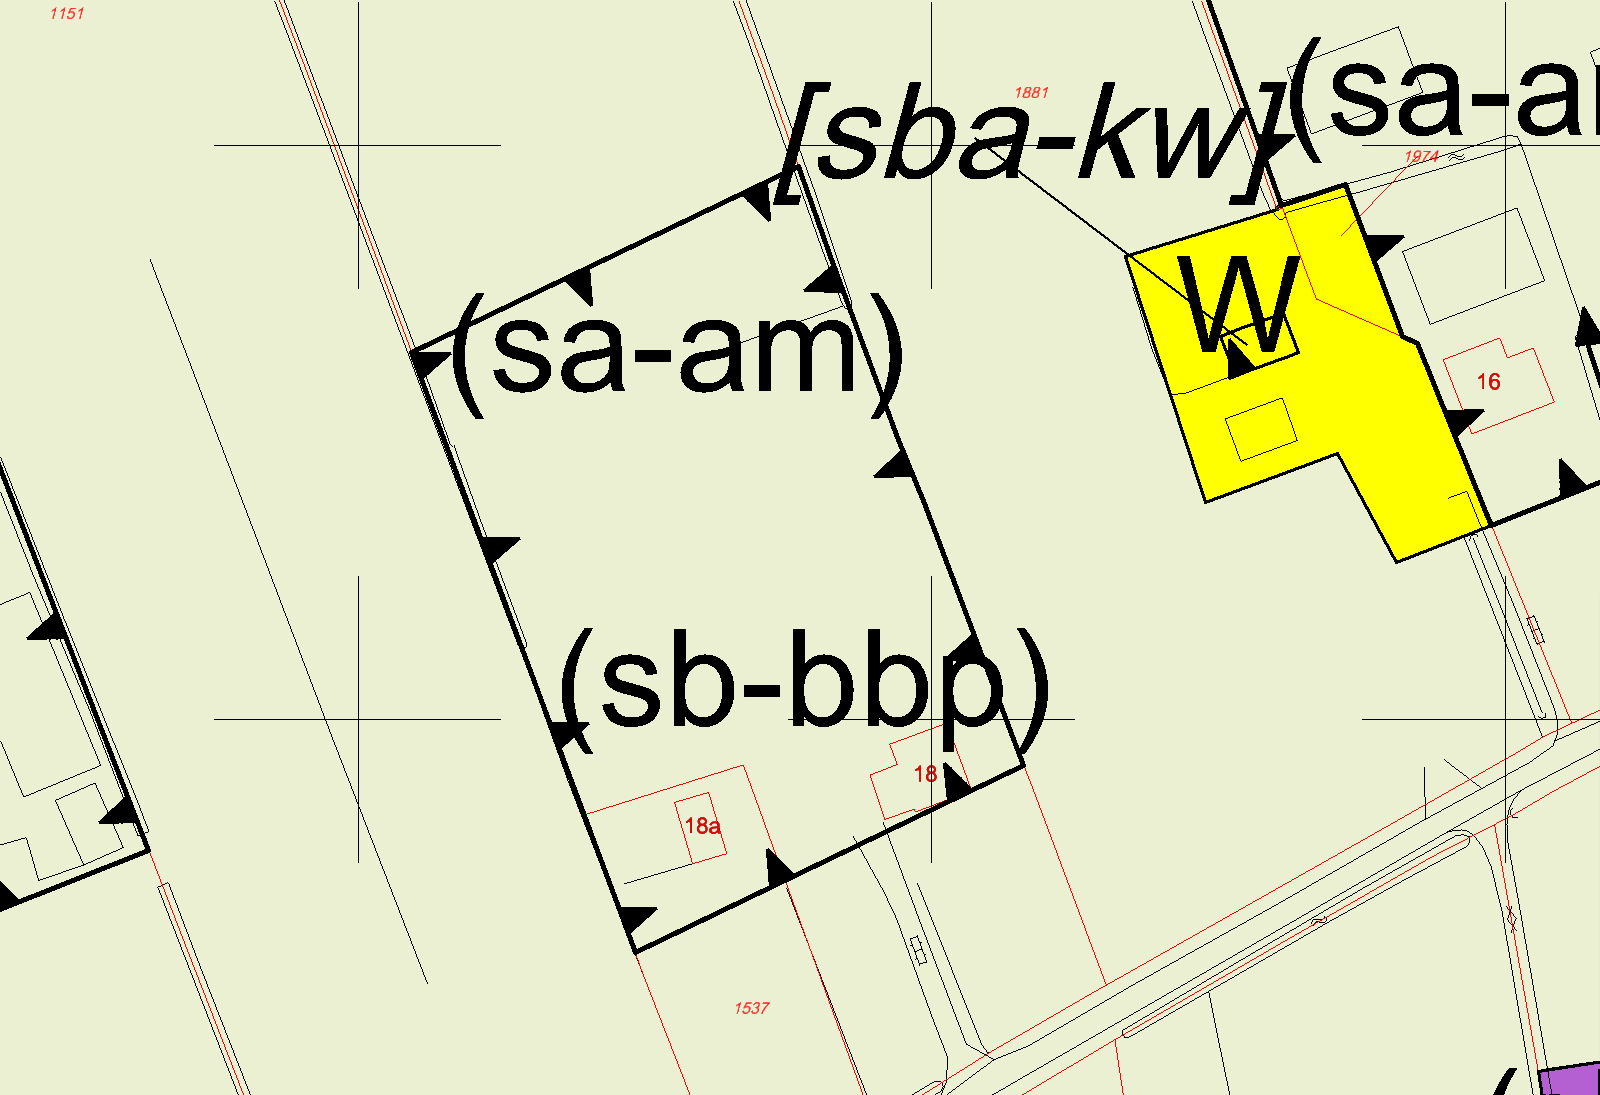 1151
1881
[sba-kw]
(sa-a
1974
W
(sa-am)
16
(sb-bbp)
18
18a
1537